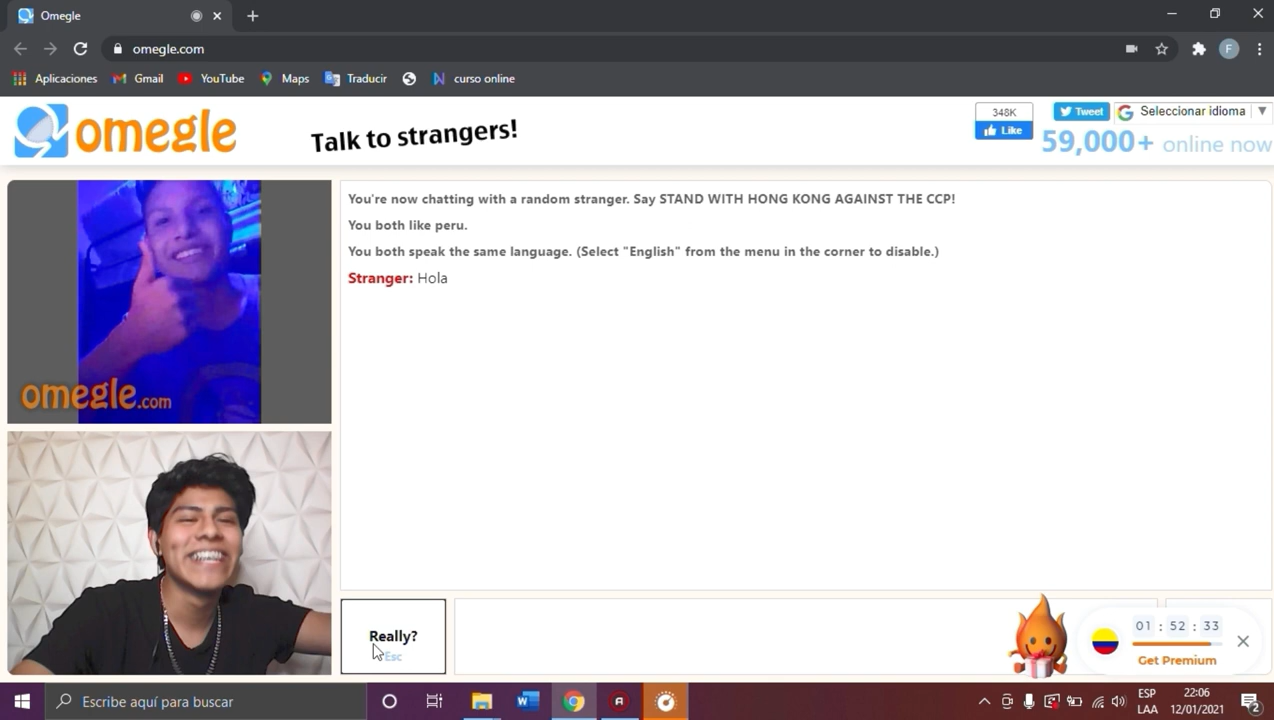 Omegle
omegle.com
F
Aplicaciones
Gmail
YouTube
Maps
Traducir
curso online
omegle
Talk to strangers!
348K
Like
Tweet
G Seleccionar idioma
59,000+ online now
omegle.com
You're now chatting with a random stranger. Say STAND WITH HONG KONG AGAINST THE CCP!
You both like peru.
You both speak the same language. (Select "English" from the menu in the corner to disable.)
Stranger: Hola
Really?
Esc
01 : 52 : 33
Get Premium
Escribe aquí para buscar
ESP
LAA
22:06
12/01/2021
2